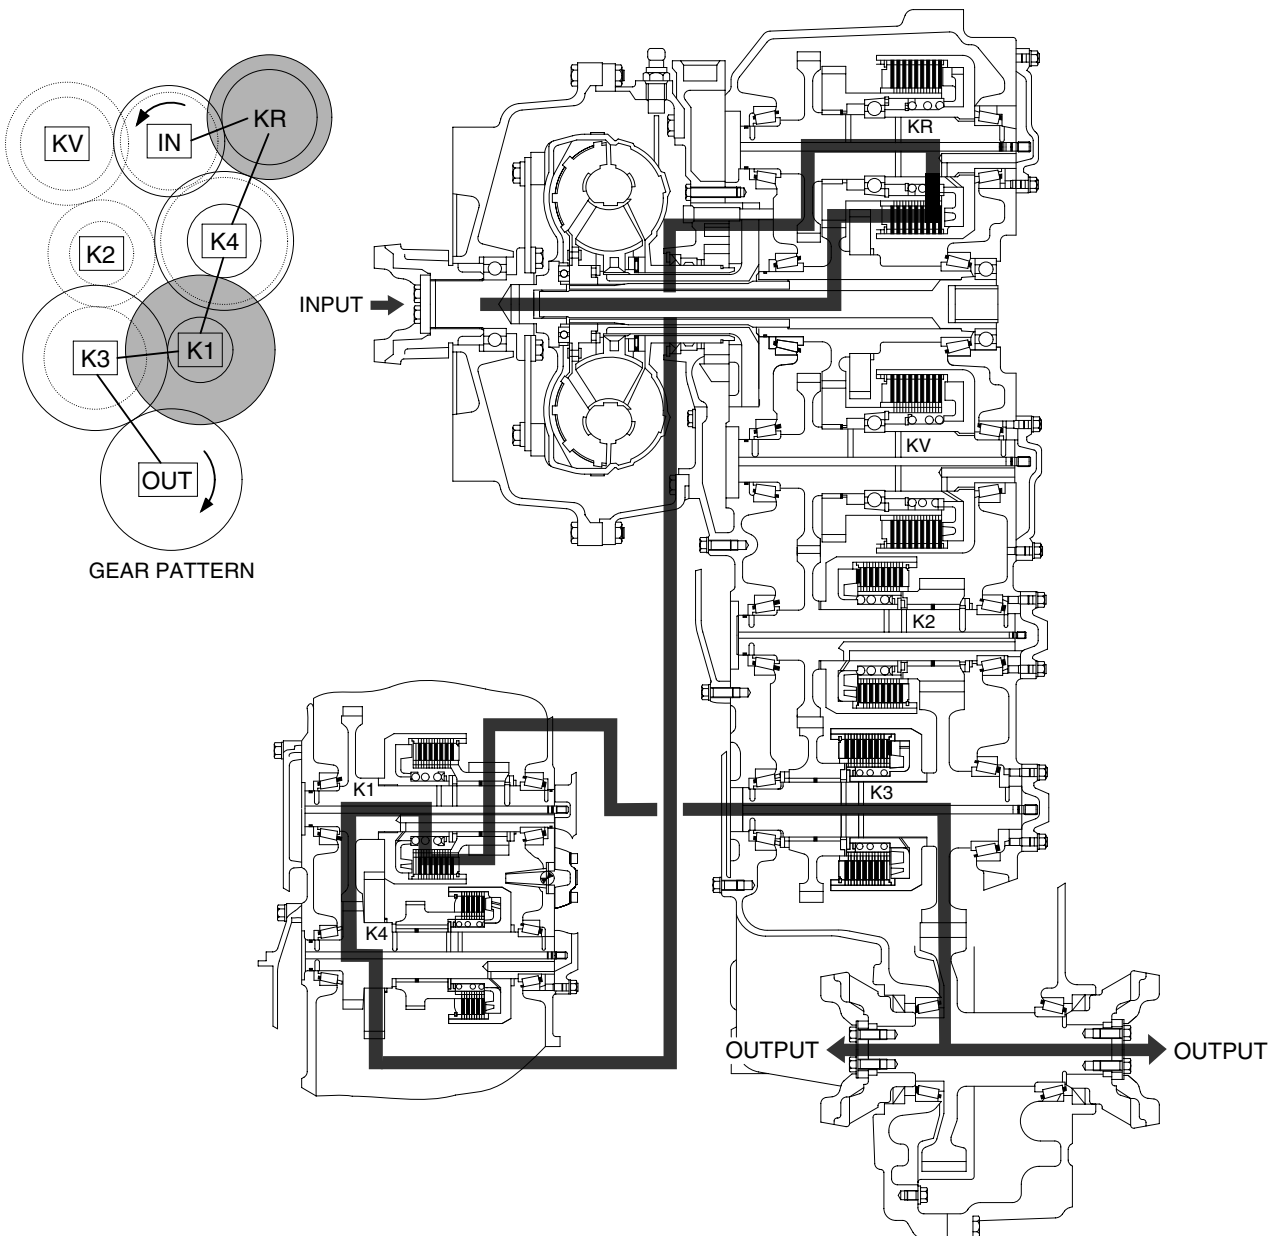 KV
IN
KR
K4
K2
K3
K1
OUT
GEAR PATTERN
INPUT
KR
KV
K2
K3
K1
K4
OUTPUT
OUTPUT